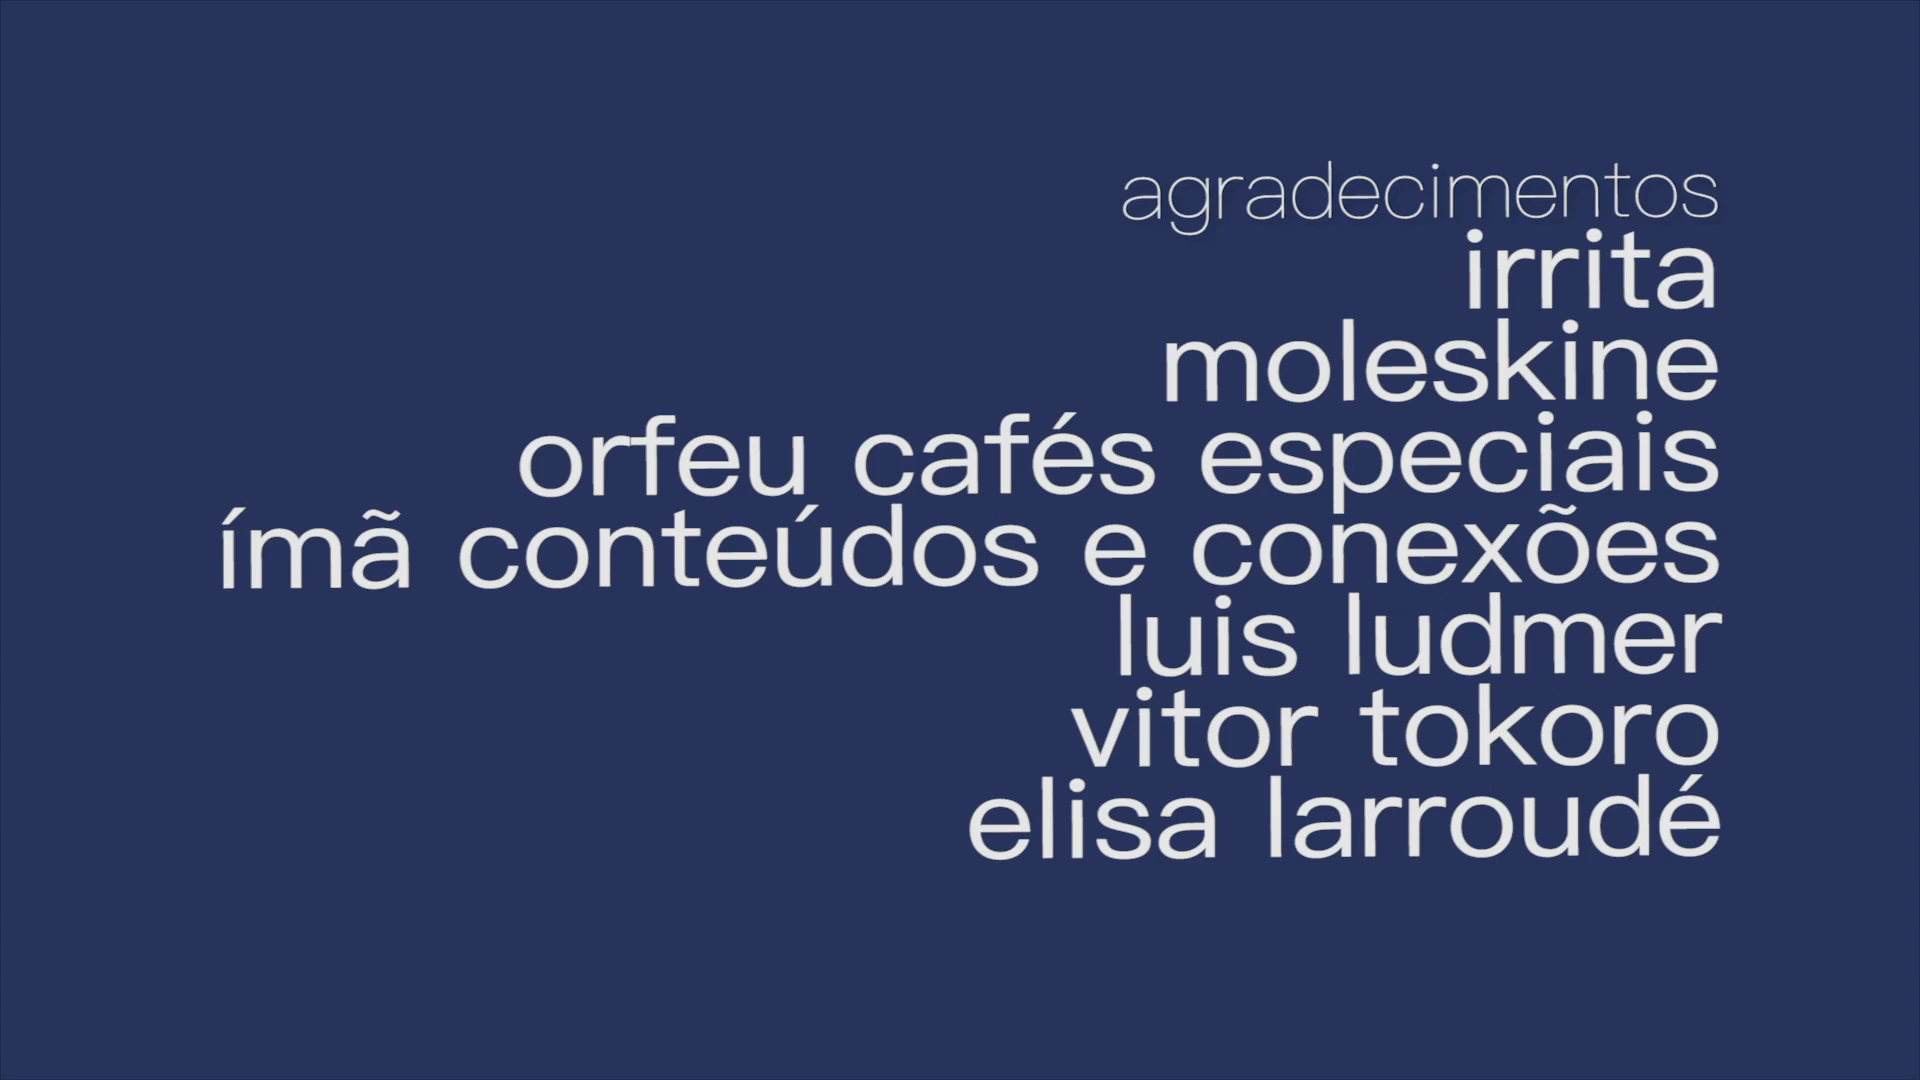 agradecimentos
irrita
moleskine
orfeu cafés especiais
ímã conteúdos e conexões
luis ludmer
vitor tokoro
elisa larroudé